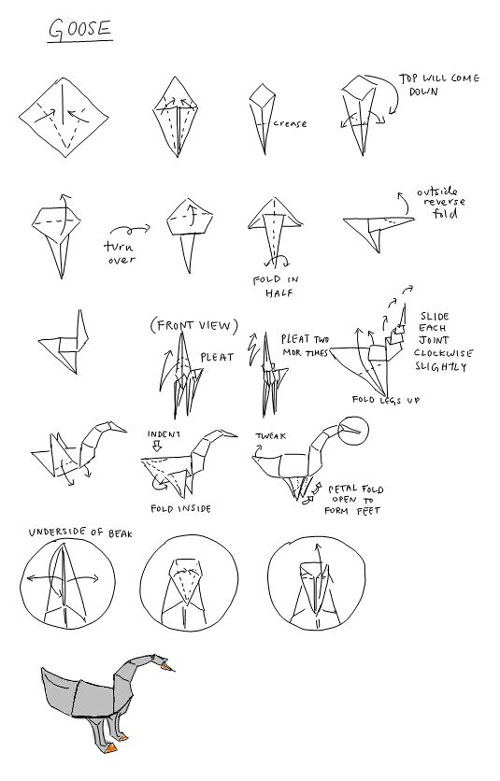 GOOSE
TOP WILL COME
DOWN
crease
outside
reverse
fold
turn
over
FOLD IN
HALF
(FRONT VIEW)
PLEAT
PLEAT TWO
MOR TIMES
SLIDE
EACH
JOINT
CLOCKWISE
SLIGHTLY
FOLD LEGS UP
INDENT
FOLD INSIDE
TWEAK
PETAL FOLD
OPEN TO
FORM FEET
UNDERSIDE OF BEAK